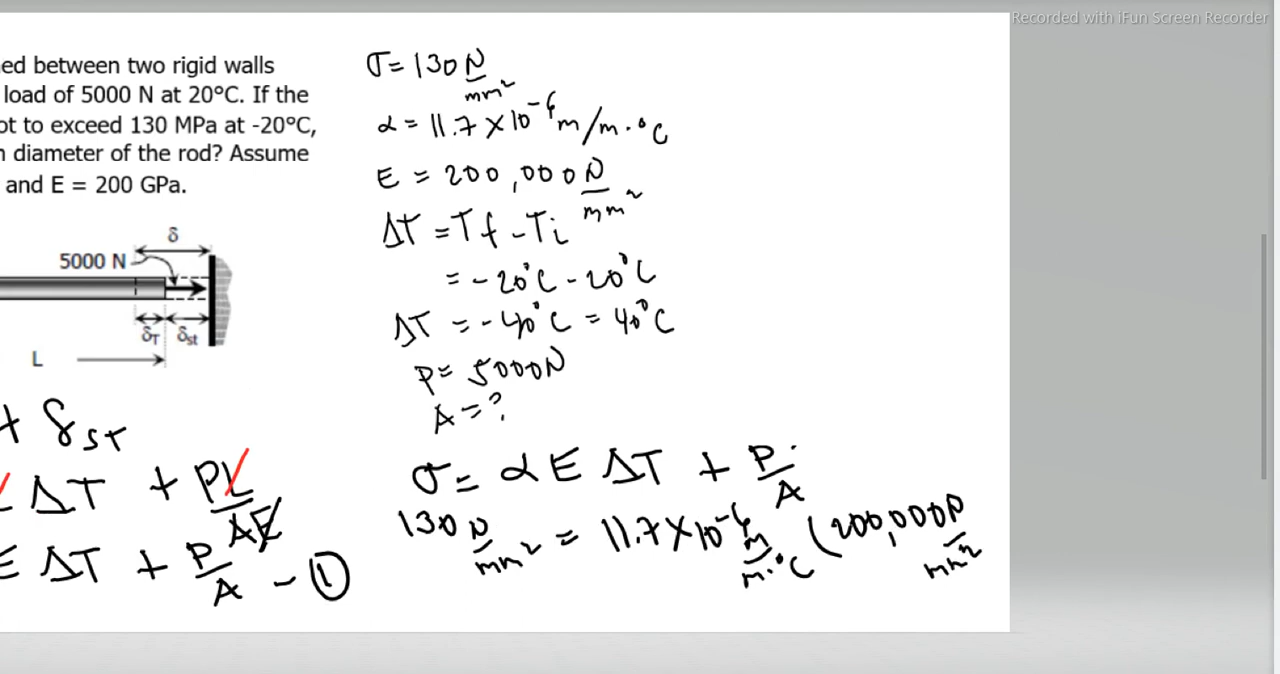 Recorded with iFun Screen Recorder
ed between two rigid walls
load of 5000 N at 20°C. If the
ot to exceed 130 MPa at -20°C,
diameter of the rod? Assume
and E = 200 GPa.
δ
5000 N
δT δst
L
+ δST
ΔT + PL/AE
E ΔT + P/A - ①
σ = 130 N/mm²
α = 11.7 × 10⁻⁶ m/m·°C
E = 200,000 N/mm²
ΔT = Tf - Ti
= -20°C - 20°C
ΔT = -40°C = 40°C
P = 5000N
A = ?
σ = α E ΔT + P/A
130 N/mm² = 11.7 × 10⁻⁶ m/m·°C (200,000 N/mm²